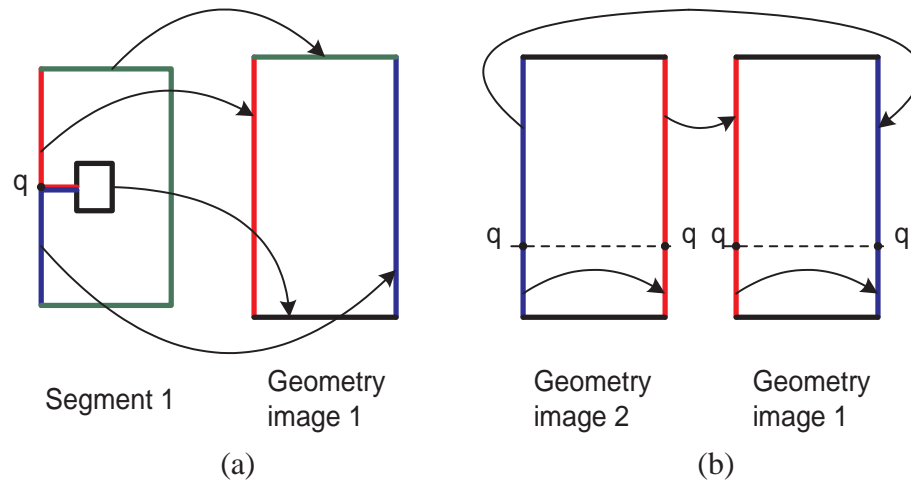 q
q
q
q
q
Segment 1
Geometry
image 1
Geometry
image 2
Geometry
image 1
(a)
(b)